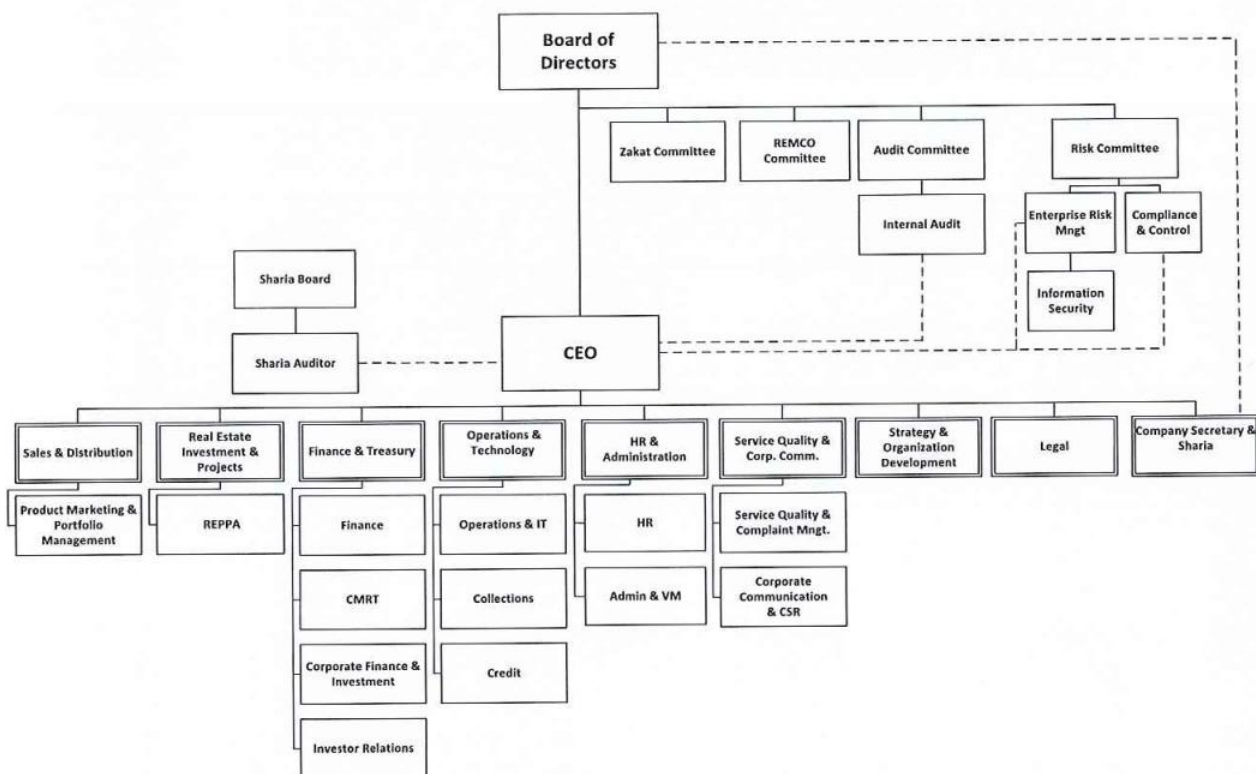 Board of
Directors
Zakat Committee
REMCO
Committee
Audit Committee
Risk Committee
Internal Audit
Enterprise Risk
Mngt
Compliance
& Control
Information
Security
Sharia Board
Sharia Auditor
CEO
Sales & Distribution
Real Estate
Investment &
Projects
Finance & Treasury
Operations &
Technology
HR &
Administration
Service Quality &
Corp. Comm.
Strategy &
Organization
Development
Legal
Company Secretary &
Sharia
Product Marketing &
Portfolio
Management
REPPA
Finance
Operations & IT
HR
Service Quality &
Complaint Mngt.
CMRT
Collections
Admin & VM
Corporate
Communication
& CSR
Corporate Finance &
Investment
Credit
Investor Relations